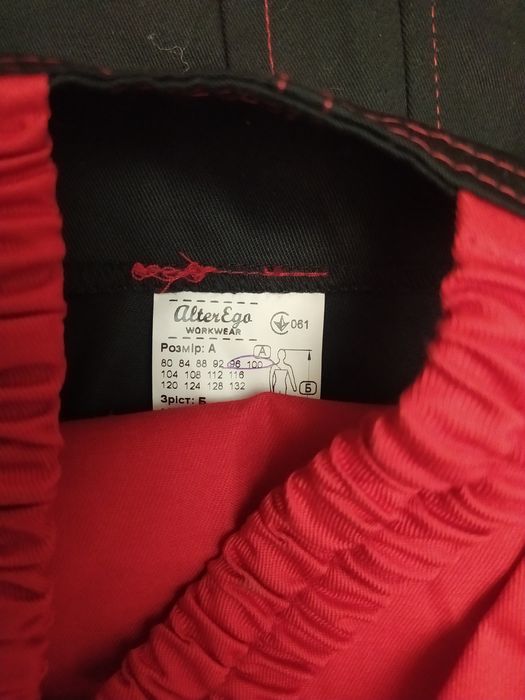 AlterEgo
WORKWEAR
061
Розмір: А
А
80 84 88 92 96 100
104 108 112 116
120 124 128 132
Б
Зріст: Б